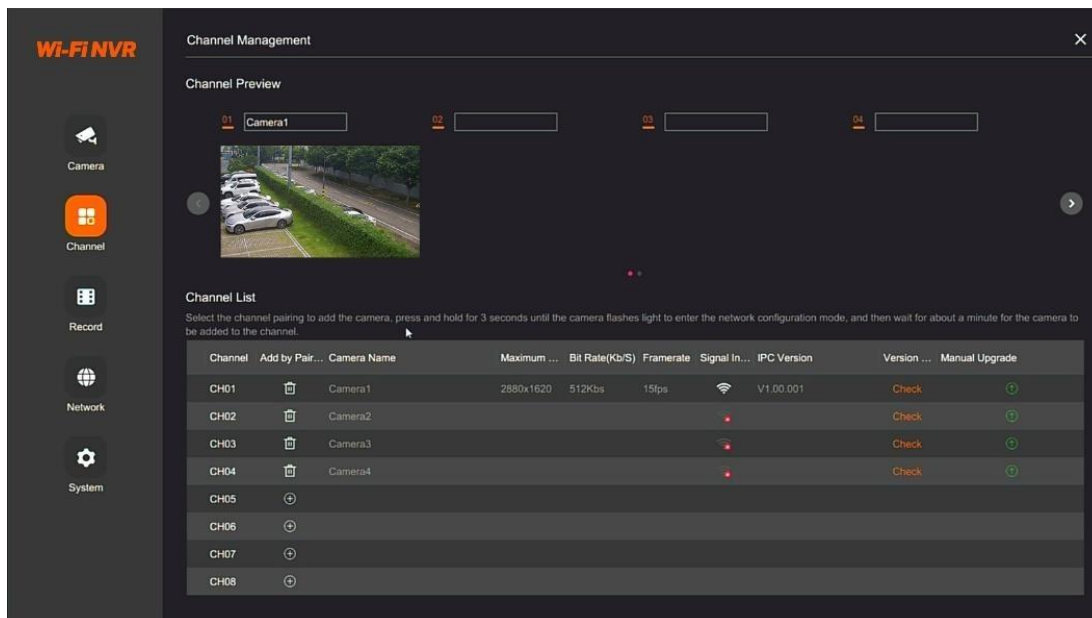 Wi-Fi NVR
Channel Management
Channel Preview
01 Camera1 02 03 04
Camera
Channel
Record
Network
System
Channel List
Select the channel pairing to add the camera, press and hold for 3 seconds until the camera flashes light to enter the network configuration mode, and then wait for about a minute for the camera to
be added to the channel.
Channel Add by Pair... Camera Name Maximum ... Bit Rate(Kb/S) Framerate Signal In... IPC Version Version ... Manual Upgrade
CH01 Camera1 2880x1620 512Kbs 15fps V1.00.001 Check
CH02 Camera2 Check
CH03 Camera3 Check
CH04 Camera4 Check
CH05
CH06
CH07
CH08